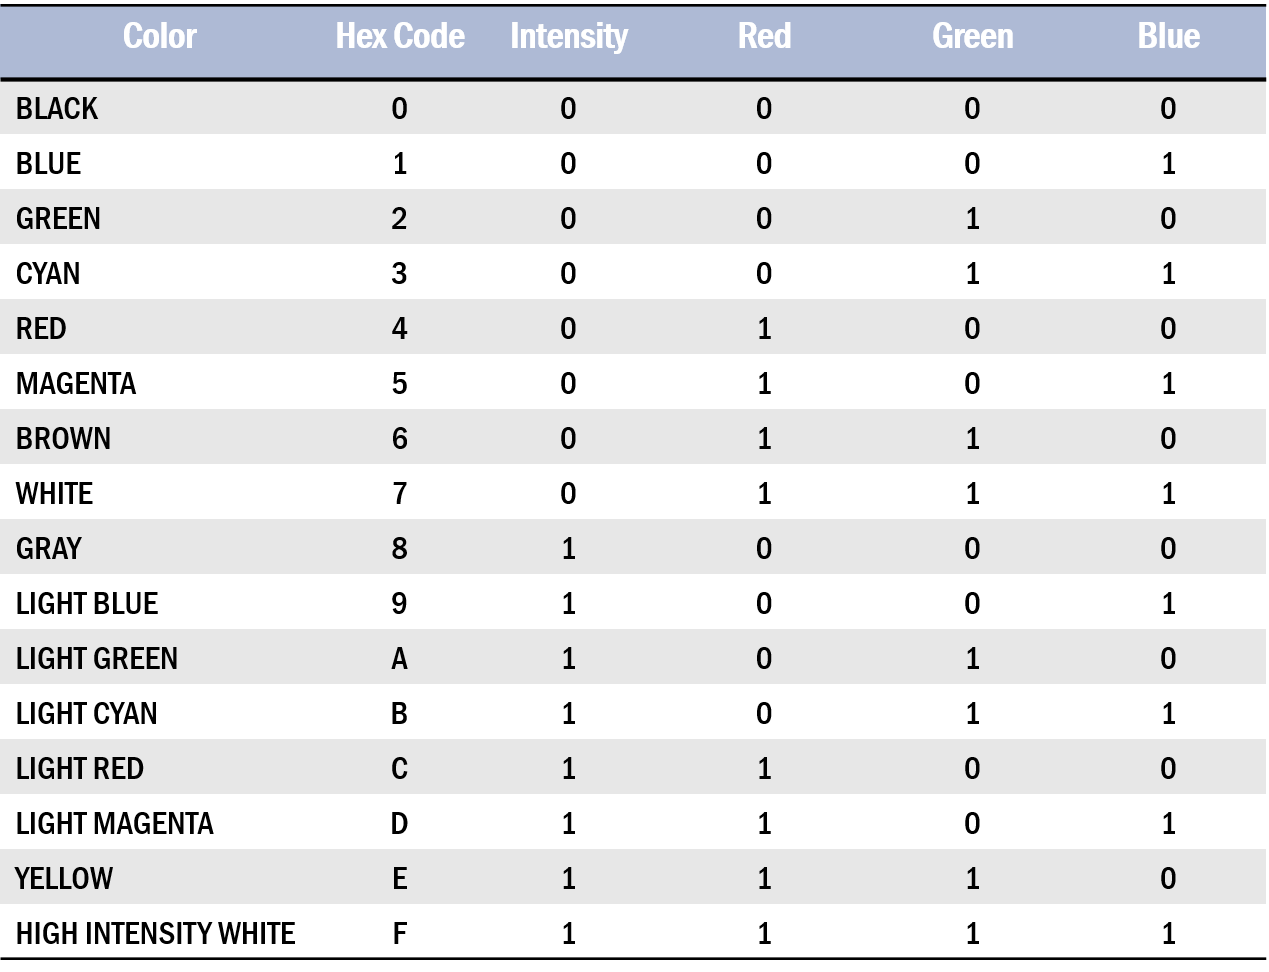 Color Hex Code Intensity Red Green Blue
BLACK 0 0 0 0 0
BLUE 1 0 0 0 1
GREEN 2 0 0 1 0
CYAN 3 0 0 1 1
RED 4 0 1 0 0
MAGENTA 5 0 1 0 1
BROWN 6 0 1 1 0
WHITE 7 0 1 1 1
GRAY 8 1 0 0 0
LIGHT BLUE 9 1 0 0 1
LIGHT GREEN A 1 0 1 0
LIGHT CYAN B 1 0 1 1
LIGHT RED C 1 1 0 0
LIGHT MAGENTA D 1 1 0 1
YELLOW E 1 1 1 0
HIGH INTENSITY WHITE F 1 1 1 1